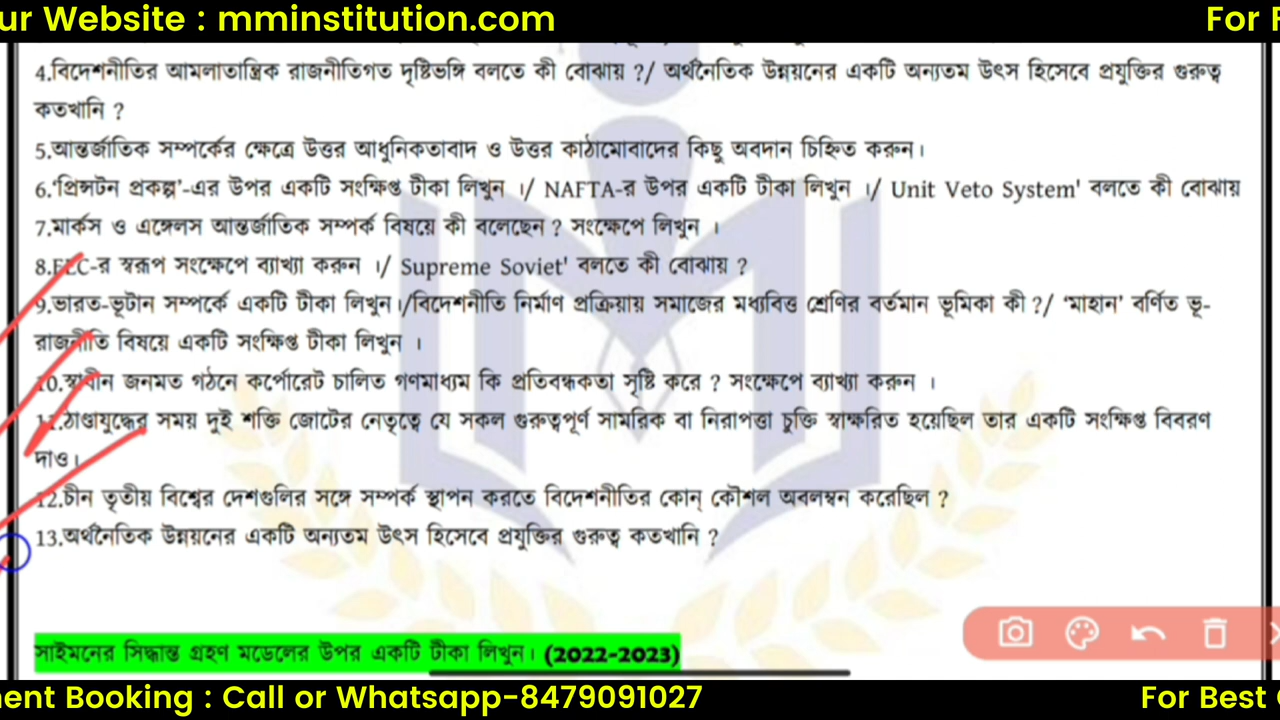 ur Website : mminstitution.com For F
4.বিদেশনীতির আমলাতান্ত্রিক রাজনীতিগত দৃষ্টিভঙ্গি বলতে কী বোঝায় ?/ অর্থনৈতিক উন্নয়নের একটি অন্যতম উৎস হিসেবে প্রযুক্তির গুরুত্ব
কতখানি ?
5.আন্তর্জাতিক সম্পর্কের ক্ষেত্রে উত্তর আধুনিকতাবাদ ও উত্তর কাঠামোবাদের কিছু অবদান চিহ্নিত করুন।
6.'প্রিন্সটন প্রকল্প'-এর উপর একটি সংক্ষিপ্ত টীকা লিখুন ।/ NAFTA-র উপর একটি টীকা লিখুন ।/ Unit Veto System' বলতে কী বোঝায়
7.মার্কস ও এঙ্গেলস আন্তর্জাতিক সম্পর্ক বিষয়ে কী বলেছেন ? সংক্ষেপে লিখুন ।
8.EEC-র স্বরূপ সংক্ষেপে ব্যাখ্যা করুন ।/ Supreme Soviet' বলতে কী বোঝায় ?
9.ভারত-ভূটান সম্পর্কে একটি টীকা লিখুন।/বিদেশনীতি নির্মাণ প্রক্রিয়ায় সমাজের মধ্যবিত্ত শ্রেণির বর্তমান ভূমিকা কী ?/ 'মাহান' বর্ণিত ভূ-
রাজনীতি বিষয়ে একটি সংক্ষিপ্ত টীকা লিখুন ।
10.স্বাধীন জনমত গঠনে কর্পোরেট চালিত গণমাধ্যম কি প্রতিবন্ধকতা সৃষ্টি করে ? সংক্ষেপে ব্যাখ্যা করুন ।
11.ঠাণ্ডাযুদ্ধের সময় দুই শক্তি জোটের নেতৃত্বে যে সকল গুরুত্বপূর্ণ সামরিক বা নিরাপত্তা চুক্তি স্বাক্ষরিত হয়েছিল তার একটি সংক্ষিপ্ত বিবরণ
দাও।
12.চীন তৃতীয় বিশ্বের দেশগুলির সঙ্গে সম্পর্ক স্থাপন করতে বিদেশনীতির কোন্ কৌশল অবলম্বন করেছিল ?
13.অর্থনৈতিক উন্নয়নের একটি অন্যতম উৎস হিসেবে প্রযুক্তির গুরুত্ব কতখানি ?
সাইমনের সিদ্ধান্ত গ্রহণ মডেলের উপর একটি টীকা লিখুন। (2022-2023)
nent Booking : Call or Whatsapp-8479091027 For Best